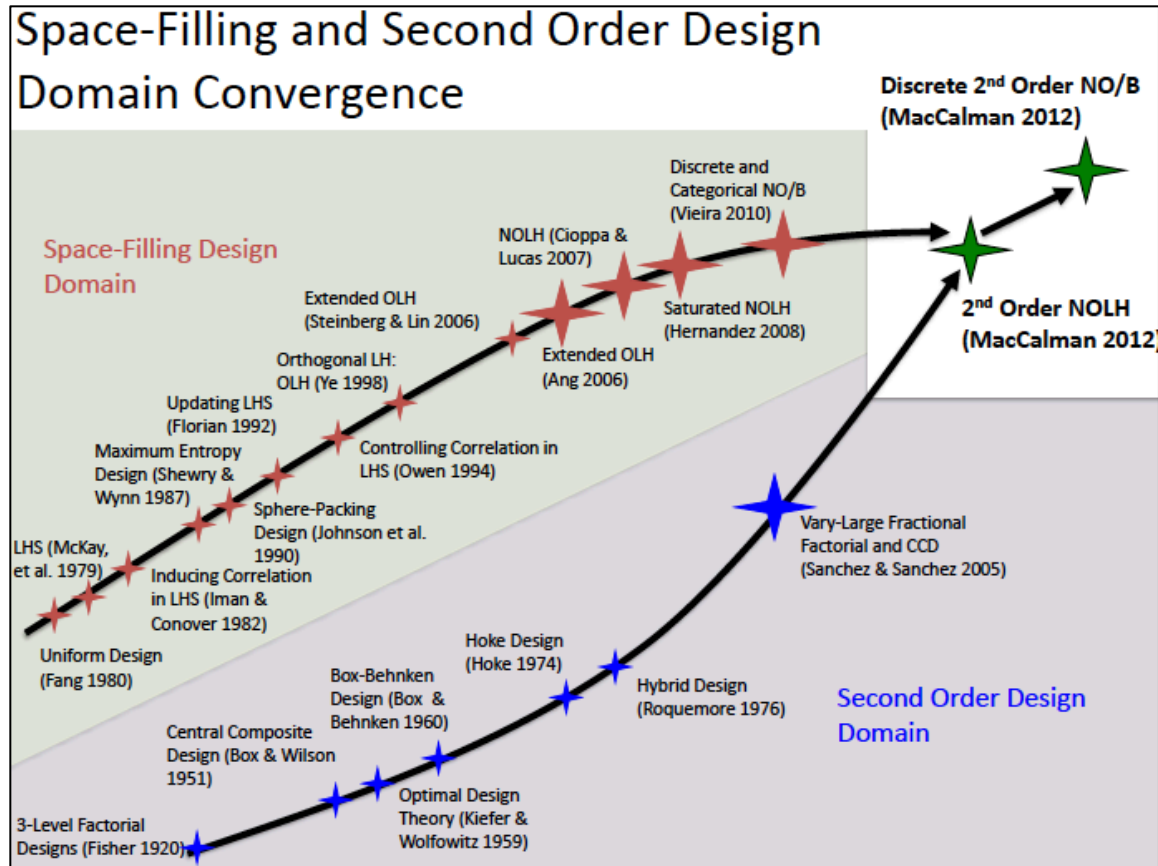 Space-Filling and Second Order Design
Domain Convergence
Discrete 2nd Order NO/B
(MacCalman 2012)
Discrete and
Categorical NO/B
(Vieira 2010)
Space-Filling Design
Domain
NOLH (Cioppa &
Lucas 2007)
Extended OLH
(Steinberg & Lin 2006)
Saturated NOLH
(Hernandez 2008)
2nd Order NOLH
(MacCalman 2012)
Extended OLH
(Ang 2006)
Orthogonal LH:
OLH (Ye 1998)
Updating LHS
(Florian 1992)
Controlling Correlation in
LHS (Owen 1994)
Maximum Entropy
Design (Shewry &
Wynn 1987)
Sphere-Packing
Design (Johnson et al.
1990)
LHS (McKay,
et al. 1979)
Inducing Correlation
in LHS (Iman &
Conover 1982)
Uniform Design
(Fang 1980)
Vary-Large Fractional
Factorial and CCD
(Sanchez & Sanchez 2005)
Hoke Design
(Hoke 1974)
Hybrid Design
(Roquemore 1976)
Second Order Design
Domain
Box-Behnken
Design (Box & 
Behnken 1960)
Central Composite
Design (Box & Wilson
1951)
Optimal Design
Theory (Kiefer &
Wolfowitz 1959)
3-Level Factorial
Designs (Fisher 1920)